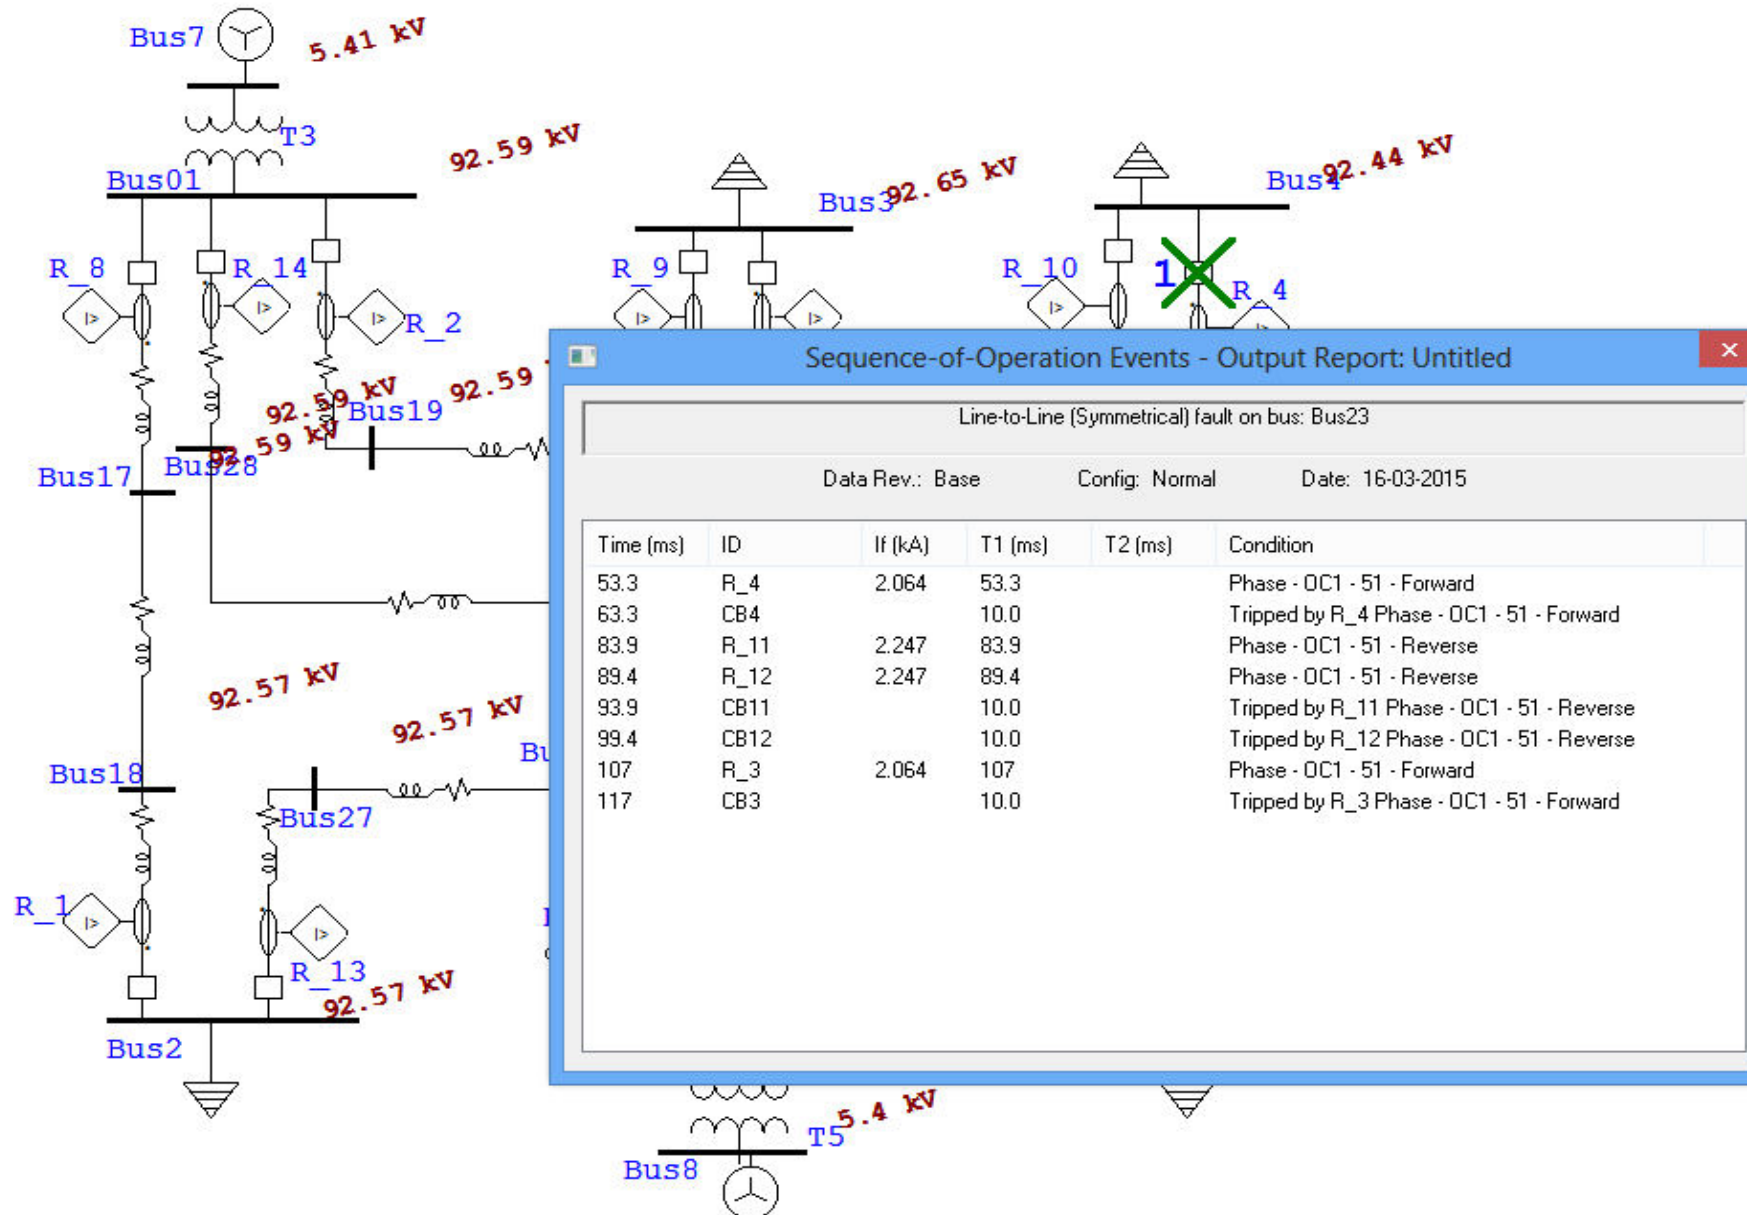 Bus7
5.41 kV
T3
92.59 kV
Bus01
92.65 kV
Bus3
92.44 kV
Bus4
R_8
R_14
R_2
R_9
R_10
1
R_4
I>
I>
I>
I>
I>
I>
Sequence-of-Operation Events - Output Report: Untitled
Line-to-Line (Symmetrical) fault on bus: Bus23
Data Rev.: Base Config: Normal Date: 16-03-2015
Time (ms) ID If (kA) T1 (ms) T2 (ms) Condition
53.3 R_4 2.064 53.3 Phase - OC1 - 51 - Forward
63.3 CB4 10.0 Tripped by R_4 Phase - OC1 - 51 - Forward
83.9 R_11 2.247 83.9 Phase - OC1 - 51 - Reverse
89.4 R_12 2.247 89.4 Phase - OC1 - 51 - Reverse
93.9 CB11 10.0 Tripped by R_11 Phase - OC1 - 51 - Reverse
99.4 CB12 10.0 Tripped by R_12 Phase - OC1 - 51 - Reverse
107 R_3 2.064 107 Phase - OC1 - 51 - Forward
117 CB3 10.0 Tripped by R_3 Phase - OC1 - 51 - Forward
92.59 kV
92.59
Bus19
92.59 kV
Bus28
Bus17
92.57 kV
92.57 kV
Bus18
Bus27
R_1
I>
I>
R_13
92.57 kV
Bus2
5.4 kV
T5
Bus8